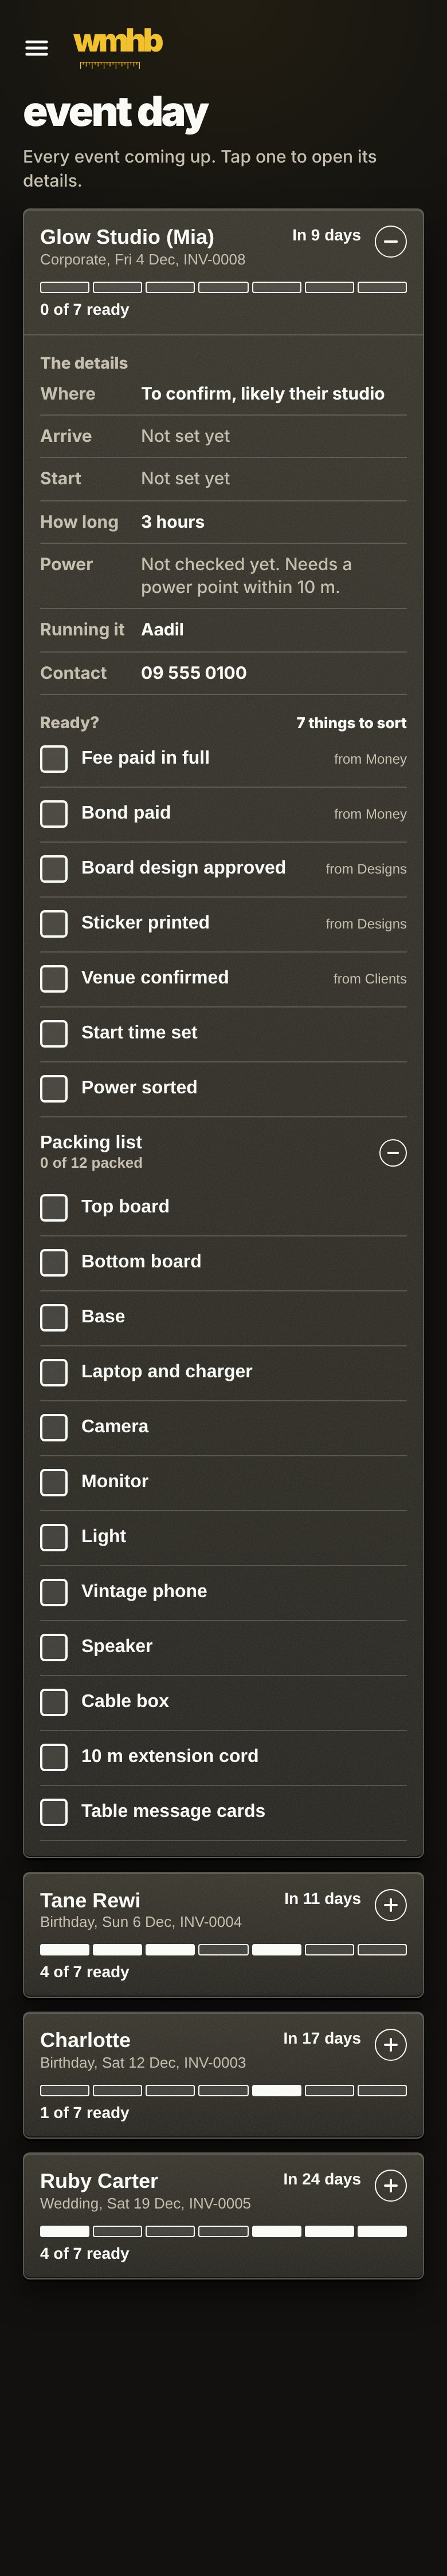 wmhb
event day
Every event coming up. Tap one to open its
details.
Glow Studio (Mia)
In 9 days
Corporate, Fri 4 Dec, INV-0008
0 of 7 ready
The details
Where To confirm, likely their studio
Arrive Not set yet
Start Not set yet
How long 3 hours
Power Not checked yet. Needs a
power point within 10 m.
Running it Aadil
Contact 09 555 0100
Ready? 7 things to sort
Fee paid in full from Money
Bond paid from Money
Board design approved from Designs
Sticker printed from Designs
Venue confirmed from Clients
Start time set
Power sorted
Packing list
0 of 12 packed
Top board
Bottom board
Base
Laptop and charger
Camera
Monitor
Light
Vintage phone
Speaker
Cable box
10 m extension cord
Table message cards
Tane Rewi In 11 days
Birthday, Sun 6 Dec, INV-0004
4 of 7 ready
Charlotte In 17 days
Birthday, Sat 12 Dec, INV-0003
1 of 7 ready
Ruby Carter In 24 days
Wedding, Sat 19 Dec, INV-0005
4 of 7 ready